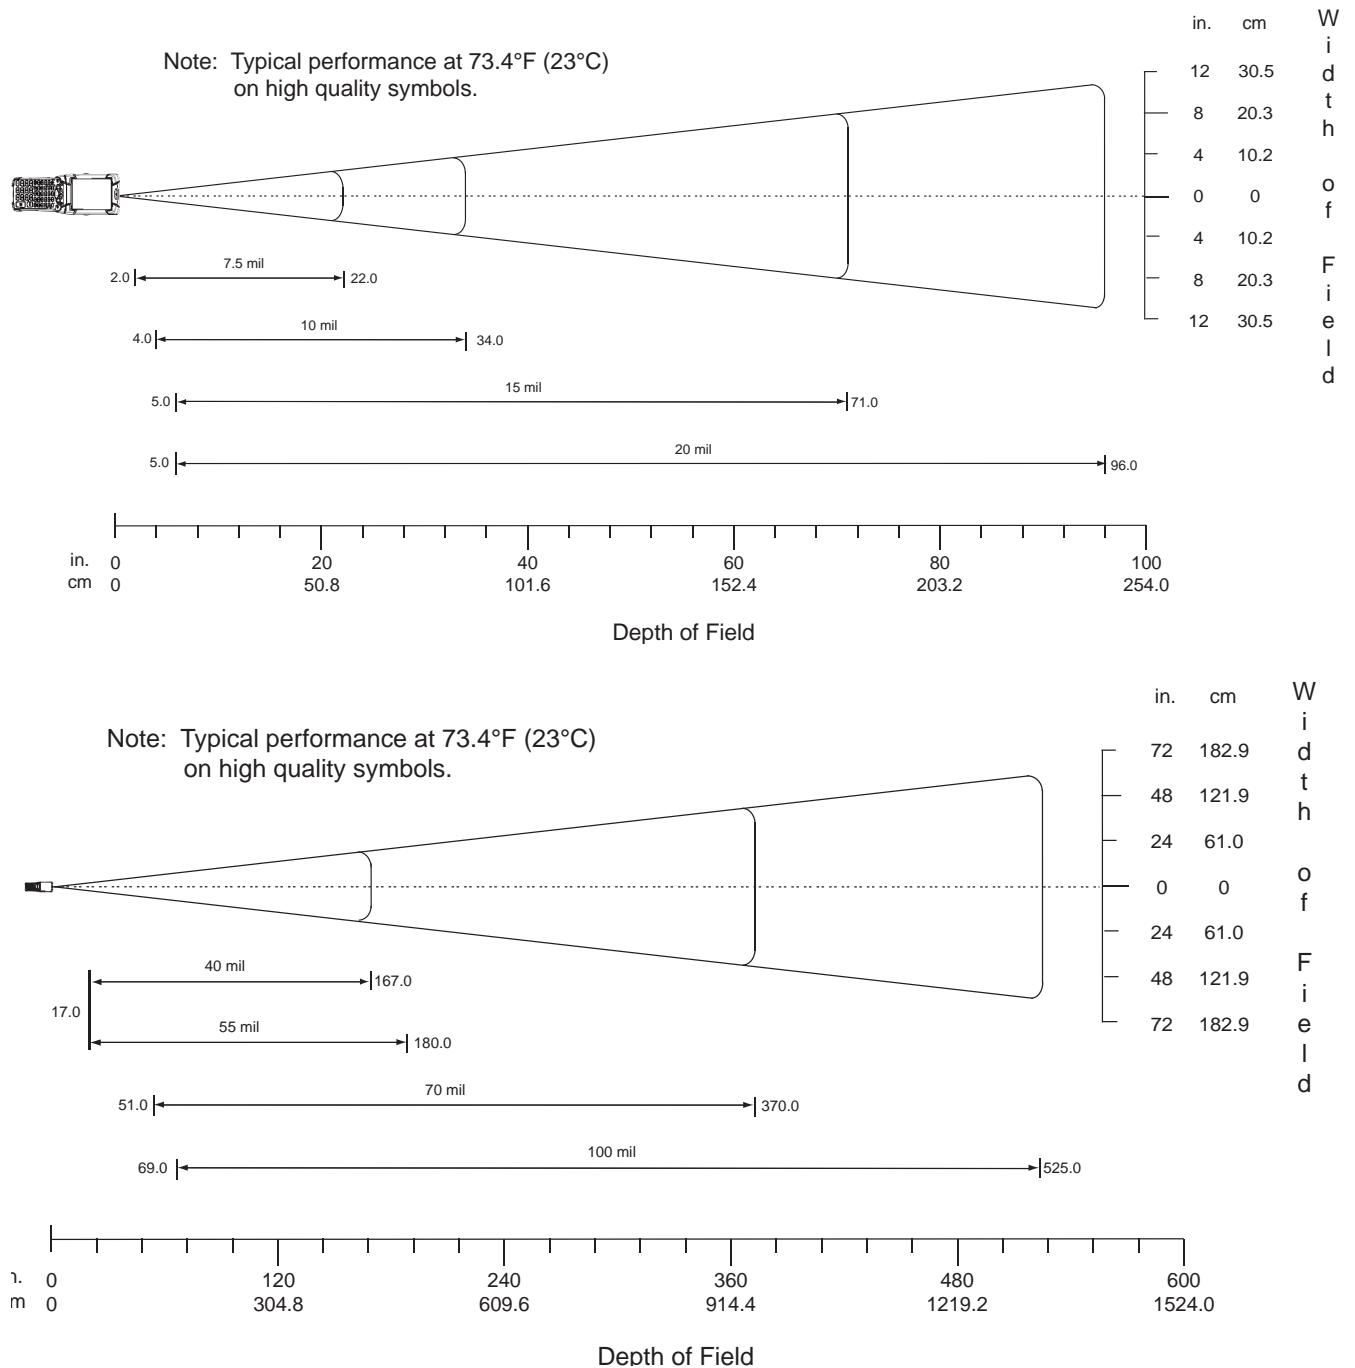 in. cm
Note: Typical performance at 73.4°F (23°C)
on high quality symbols.
12 30.5
8 20.3
4 10.2
0 0
4 10.2
8 20.3
12 30.5
Width of Field
2.0 7.5 mil 22.0
4.0 10 mil 34.0
5.0 15 mil 71.0
5.0 20 mil 96.0
in. 0 20 40 60 80 100
cm 0 50.8 101.6 152.4 203.2 254.0
Depth of Field
in. cm
Note: Typical performance at 73.4°F (23°C)
on high quality symbols.
72 182.9
48 121.9
24 61.0
0 0
24 61.0
48 121.9
72 182.9
Width of Field
40 mil 167.0
17.0
55 mil 180.0
51.0 70 mil 370.0
69.0 100 mil 525.0
n. 0 120 240 360 480 600
m 0 304.8 609.6 914.4 1219.2 1524.0
Depth of Field